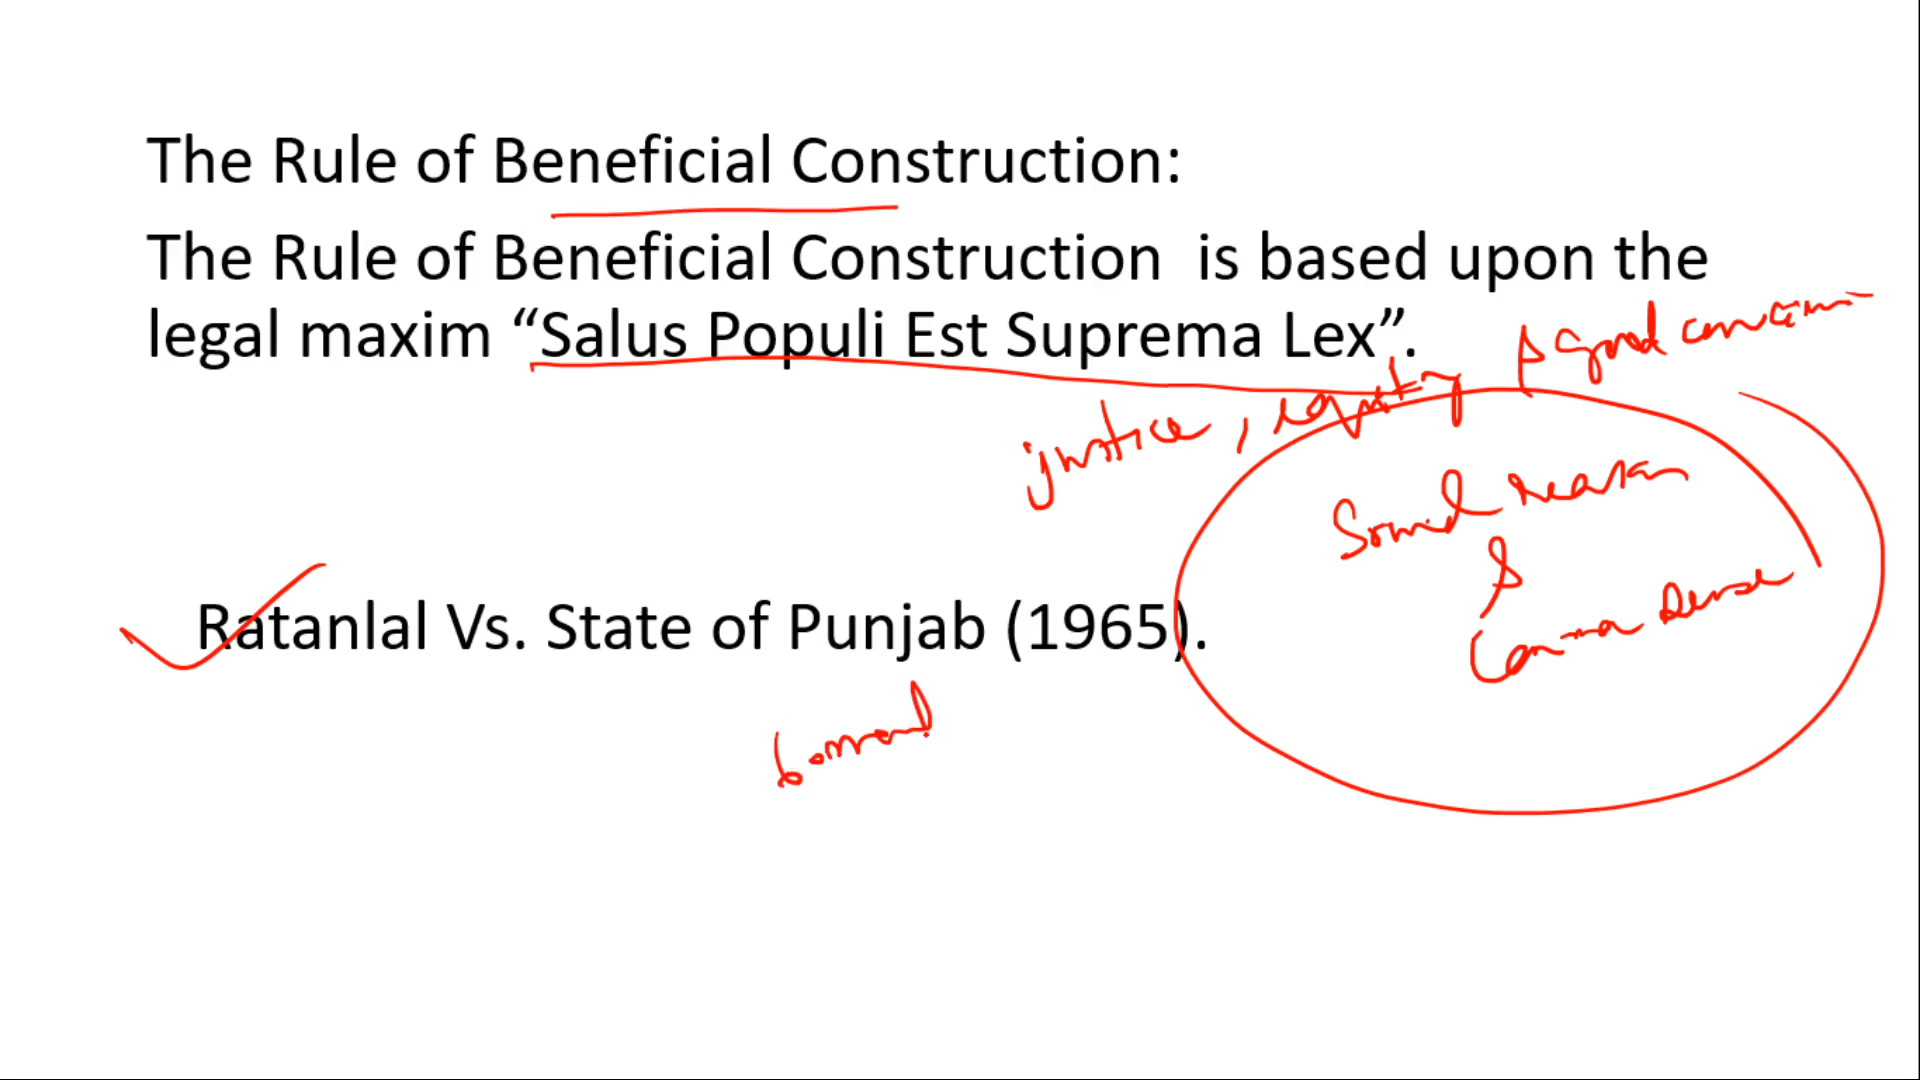 The Rule of Beneficial Construction:
The Rule of Beneficial Construction is based upon the
legal maxim “Salus Populi Est Suprema Lex”.
& good
justice, equity
Sound reason
&
Common sense
Ratanlal Vs. State of Punjab (1965).